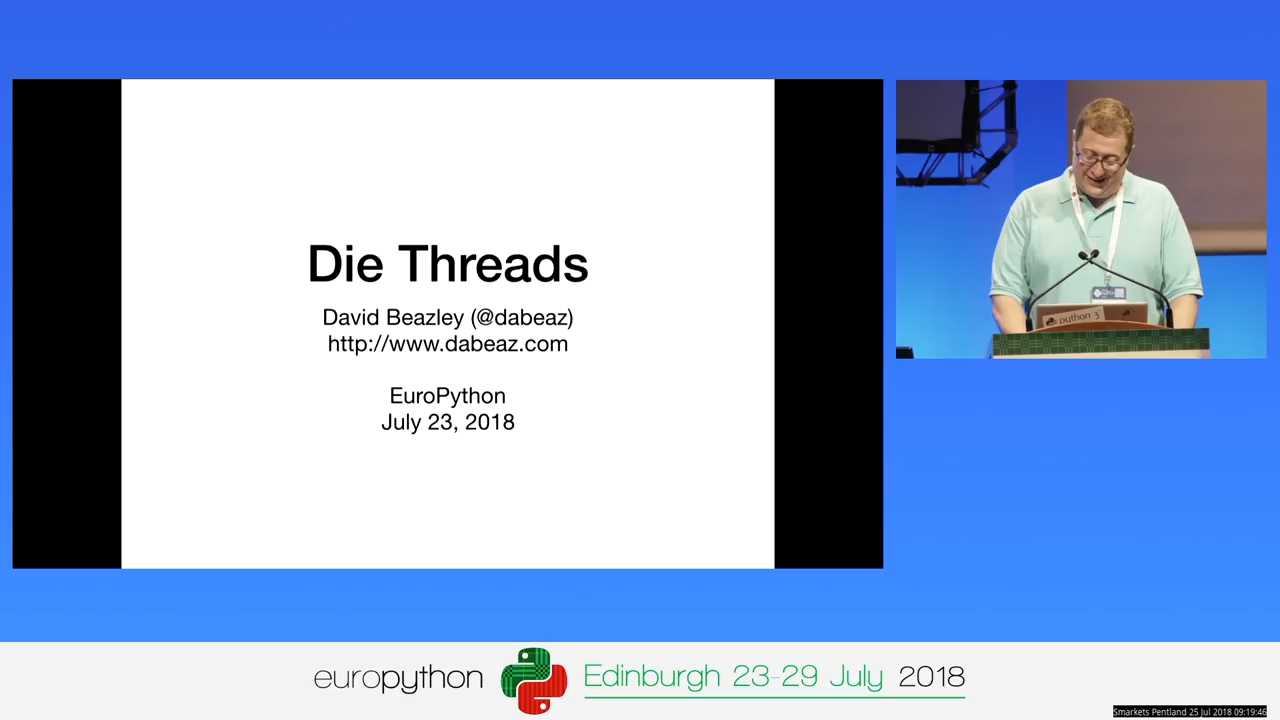 Die Threads
David Beazley (@dabeaz)
http://www.dabeaz.com
EuroPython
July 23, 2018
python 3
europython
Edinburgh 23-29 July 2018
Smarkets Pentland 25 Jul 2018 09:19:46